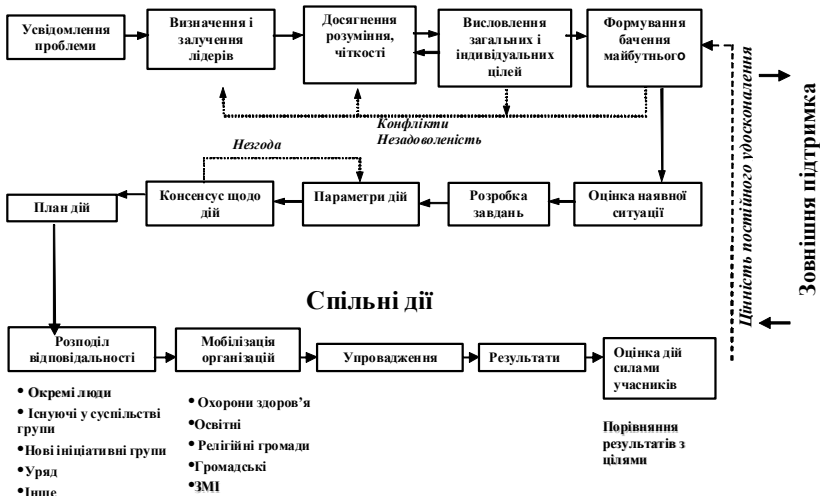 Усвідомлення
проблеми
Визначення і
залучення
лідерів
Досягнення
розуміння,
чіткості
Висловлення
загальних і
індивідуальних
цілей
Формування
бачення
майбутнього
Конфлікти
Незадоволеність
Незгода
План дій
Консенсус щодо
дій
Параметри дій
Розробка
завдань
Оцінка наявної
ситуації
Цінність постійного удосконалення
Зовнішня підтримка
Спільні дії
Розподіл
відповідальності
Мобілізація
організацій
Упровадження
Результати
Оцінка дій
силами
учасників
• Окремі люди
• Існуючі у суспільстві
групи
•Нові ініціативні групи
•Уряд
•Інше
• Охорони здоров’я
•Освітні
• Релігійні громади
•Громадські
•ЗМІ
Порівняння
результатів з
цілями